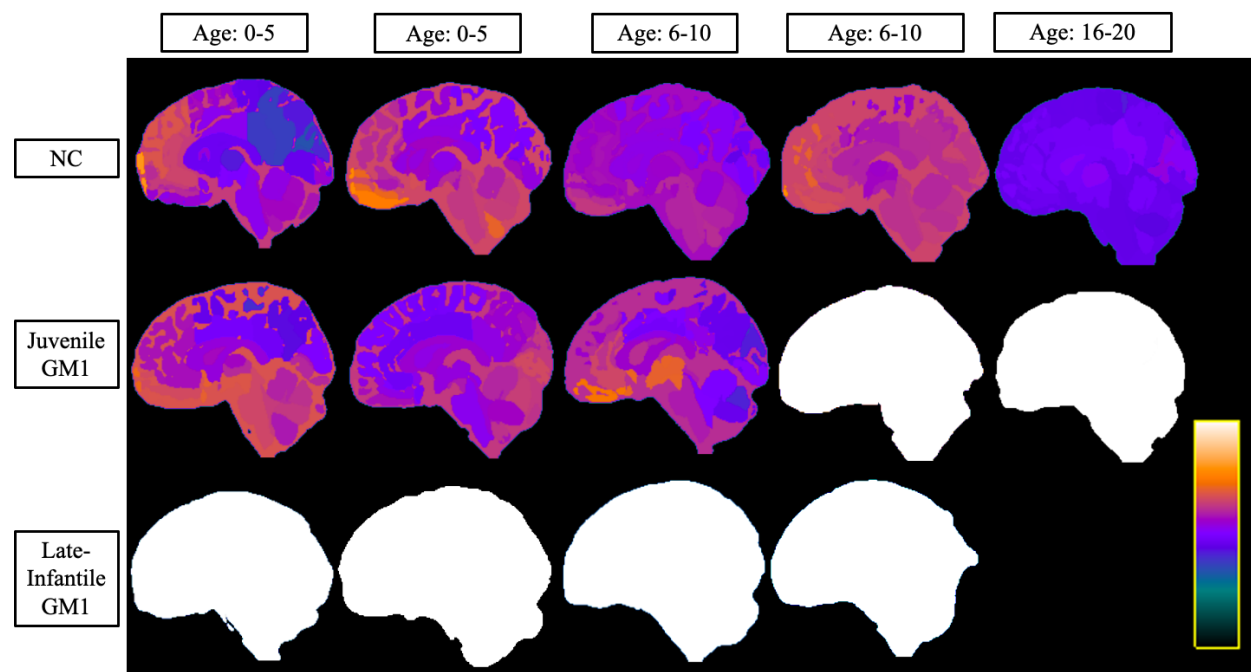 Age: 0-5
Age: 0-5
Age: 6-10
Age: 6-10
Age: 16-20
NC
Juvenile
GM1
Late-
Infantile
GM1